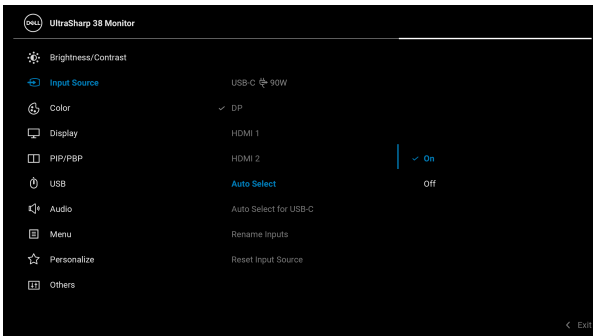 DELL UltraSharp 38 Monitor
Brightness/Contrast
Input Source USB-C 90W
Color DP
Display HDMI 1
PIP/PBP HDMI 2 On
USB Auto Select Off
Audio Auto Select for USB-C
Menu Rename Inputs
Personalize Reset Input Source
Others
Exit